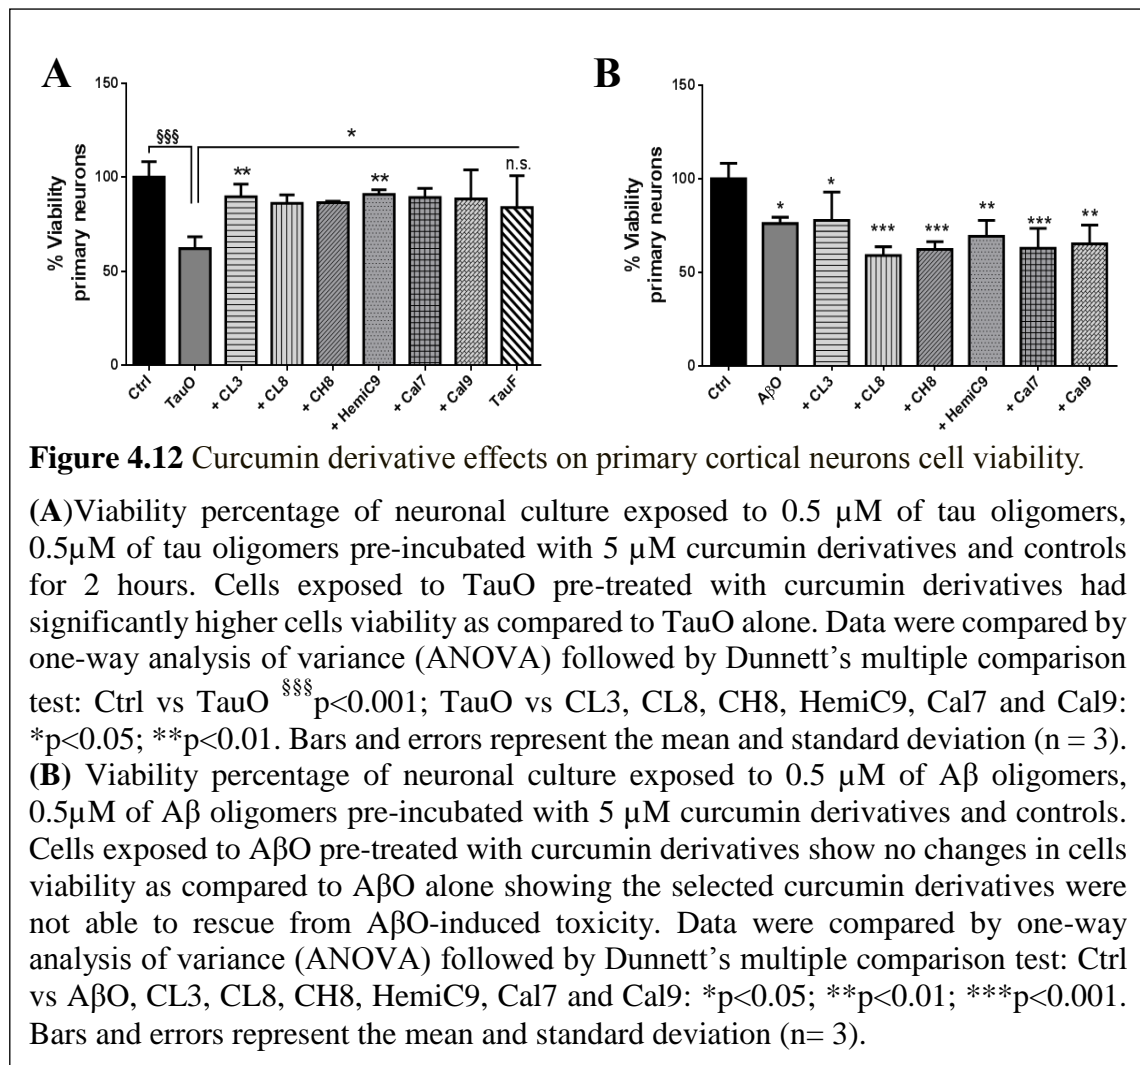 A
B
150
100
50
0
% Viability
primary neurons
§§§
*
**
**
n.s.
Ctrl
TauO
+ CL3
+ CL8
+ CH8
+ HemiC9
+ Cal7
+ Cal9
TauF
150
100
50
0
% Viability
primary neurons
*
*
***
***
**
***
**
Ctrl
AβO
+ CL3
+ CL8
+ CH8
+ HemiC9
+ Cal7
+ Cal9
Figure 4.12 Curcumin derivative effects on primary cortical neurons cell viability.
(A)Viability percentage of neuronal culture exposed to 0.5 µM of tau oligomers,
0.5µM of tau oligomers pre-incubated with 5 µM curcumin derivatives and controls
for 2 hours. Cells exposed to TauO pre-treated with curcumin derivatives had
significantly higher cells viability as compared to TauO alone. Data were compared by
one-way analysis of variance (ANOVA) followed by Dunnett’s multiple comparison
test: Ctrl vs TauO §§§p<0.001; TauO vs CL3, CL8, CH8, HemiC9, Cal7 and Cal9:
*p<0.05; **p<0.01. Bars and errors represent the mean and standard deviation (n = 3).
(B) Viability percentage of neuronal culture exposed to 0.5 µM of Aβ oligomers,
0.5µM of Aβ oligomers pre-incubated with 5 µM curcumin derivatives and controls.
Cells exposed to AβO pre-treated with curcumin derivatives show no changes in cells
viability as compared to AβO alone showing the selected curcumin derivatives were
not able to rescue from AβO-induced toxicity. Data were compared by one-way
analysis of variance (ANOVA) followed by Dunnett’s multiple comparison test: Ctrl
vs AβO, CL3, CL8, CH8, HemiC9, Cal7 and Cal9: *p<0.05; **p<0.01; ***p<0.001.
Bars and errors represent the mean and standard deviation (n= 3).